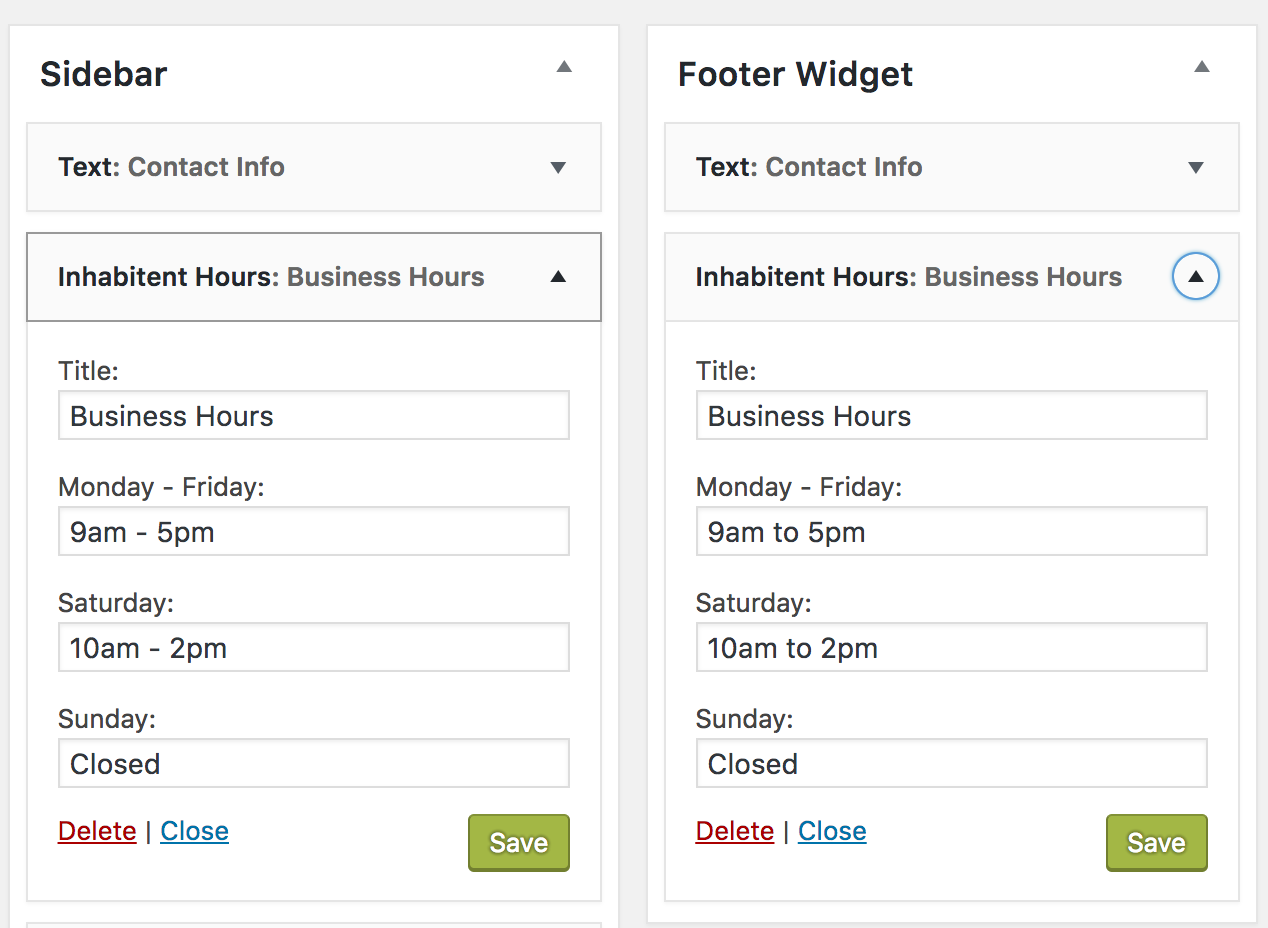 Sidebar
Text: Contact Info
Inhabitent Hours: Business Hours
Title:
Business Hours
Monday - Friday:
9am - 5pm
Saturday:
10am - 2pm
Sunday:
Closed
Delete | Close
Save
Footer Widget
Text: Contact Info
Inhabitent Hours: Business Hours
Title:
Business Hours
Monday - Friday:
9am to 5pm
Saturday:
10am to 2pm
Sunday:
Closed
Delete | Close
Save